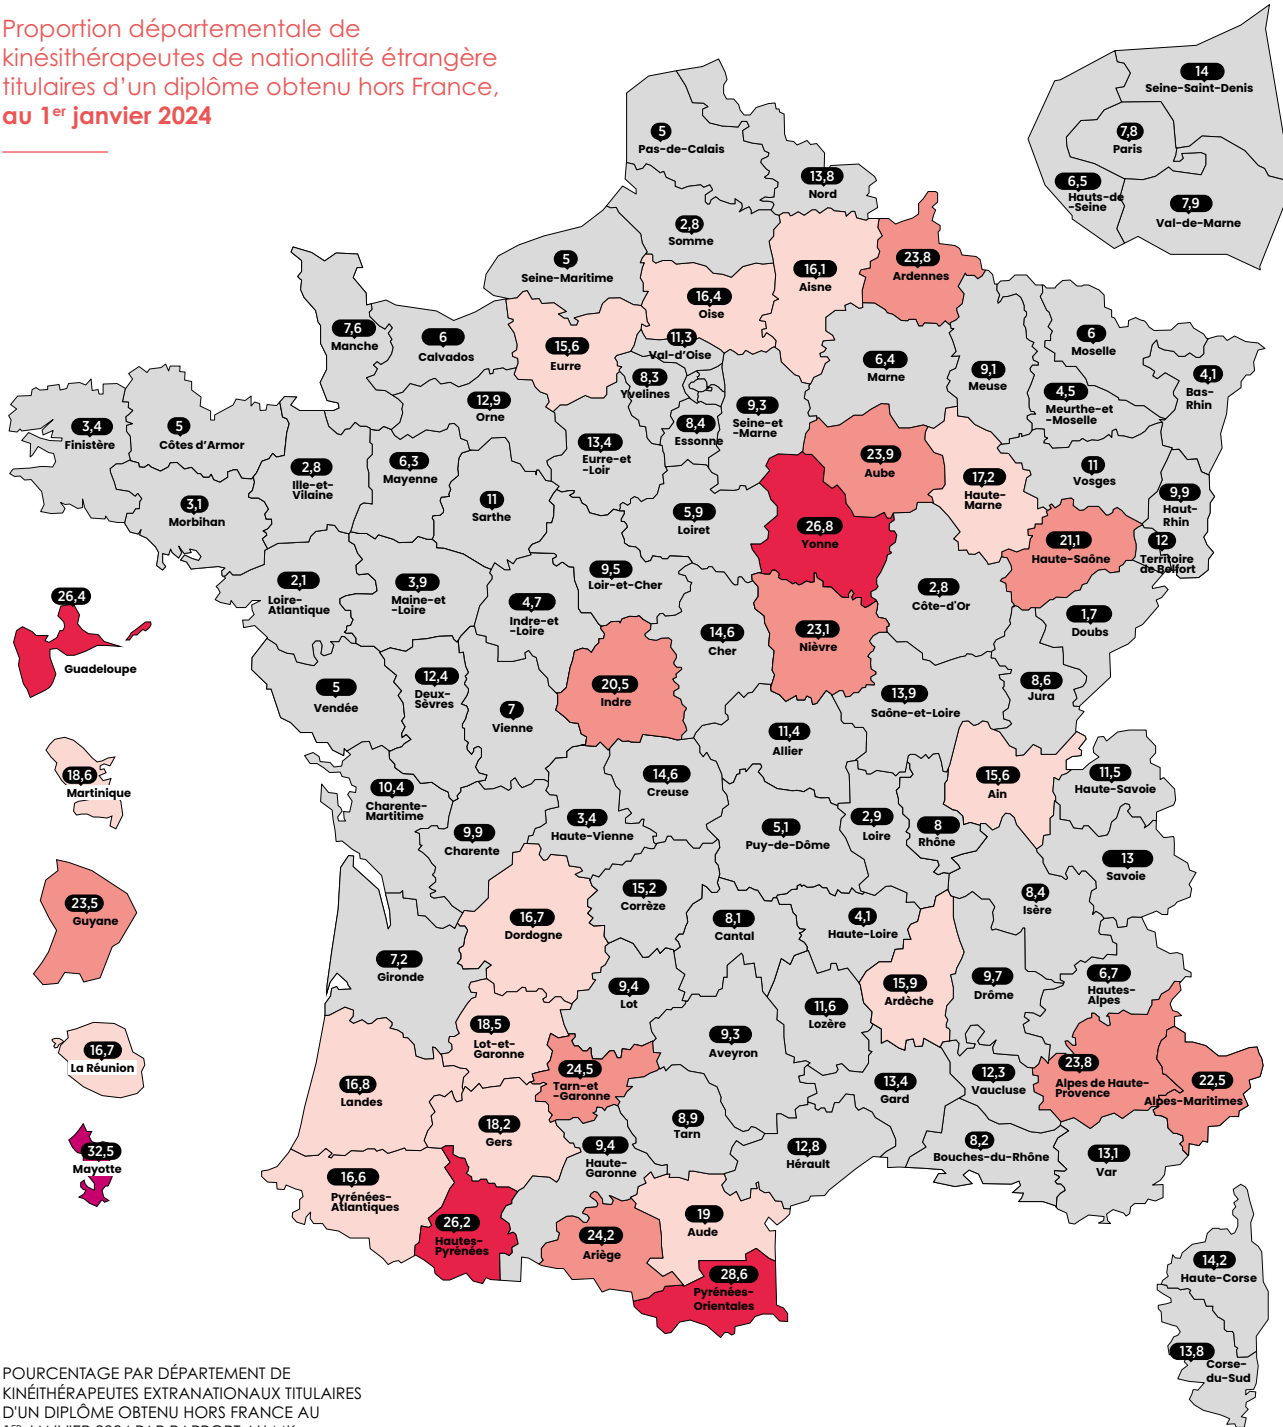 Proportion départementale de
kinésithérapeutes de nationalité étrangère
titulaires d'un diplôme obtenu hors France,
au 1er janvier 2024
14
Seine-Saint-Denis
7,8
Paris
6,5
Hauts-de
-Seine
7,9
Val-de-Marne
5
Pas-de-Calais
13,8
Nord
2,8
Somme
5
Seine-Maritime
16,4
Oise
16,1
Aisne
23,8
Ardennes
7,6
Manche
6
Calvados
15,6
Eurre
11,3
Val-d'Oise
8,3
Yvelines
8,4
Essonne
9,3
Seine-et
-Marne
6,4
Marne
9,1
Meuse
6
Moselle
4,5
Meurthe-et
-Moselle
4,1
Bas-
Rhin
12,9
Orne
3,4
Finistère
5
Côtes d'Armor
2,8
Ille-et-
Vilaine
6,3
Mayenne
13,4
Eurre-et
-Loir
23,9
Aube
17,2
Haute-
Marne
11
Vosges
9,9
Haut-
Rhin
3,1
Morbihan
11
Sarthe
5,9
Loiret
26,8
Yonne
21,1
Haute-Saône
12
Territoire
de Belfort
2,1
Loire-
Atlantique
3,9
Maine-et
-Loire
4,7
Indre-et
-Loire
9,5
Loir-et-Cher
14,6
Cher
23,1
Nièvre
2,8
Côte-d'Or
1,7
Doubs
26,4
Guadeloupe
5
Vendée
12,4
Deux-
Sèvres
7
Vienne
20,5
Indre
13,9
Saône-et-Loire
8,6
Jura
11,4
Allier
18,6
Martinique
10,4
Charente-
Martitime
9,9
Charente
3,4
Haute-Vienne
14,6
Creuse
5,1
Puy-de-Dôme
2,9
Loire
8
Rhône
15,6
Ain
11,5
Haute-Savoie
13
Savoie
23,5
Guyane
7,2
Gironde
16,7
Dordogne
15,2
Corrèze
8,1
Cantal
4,1
Haute-Loire
8,4
Isère
15,9
Ardèche
9,7
Drôme
6,7
Hautes-
Alpes
16,7
La Réunion
18,5
Lot-et-
Garonne
9,4
Lot
9,3
Aveyron
11,6
Lozère
16,8
Landes
24,5
Tarn-et
-Garonne
13,4
Gard
12,3
Vaucluse
23,8
Alpes de Haute-
Provence
22,5
Alpes-Maritimes
32,5
Mayotte
18,2
Gers
9,4
Haute-
Garonne
8,9
Tarn
12,8
Hérault
8,2
Bouches-du-Rhône
13,1
Var
16,6
Pyrénées-
Atlantiques
26,2
Hautes-
Pyrénées
24,2
Ariège
19
Aude
28,6
Pyrénées-
Orientales
14,2
Haute-Corse
13,8
Corse-
du-Sud
POURCENTAGE PAR DÉPARTEMENT DE
KINÉITHÉRAPEUTES EXTRANATIONAUX TITULAIRES
D'UN DIPLÔME OBTENU HORS FRANCE AU